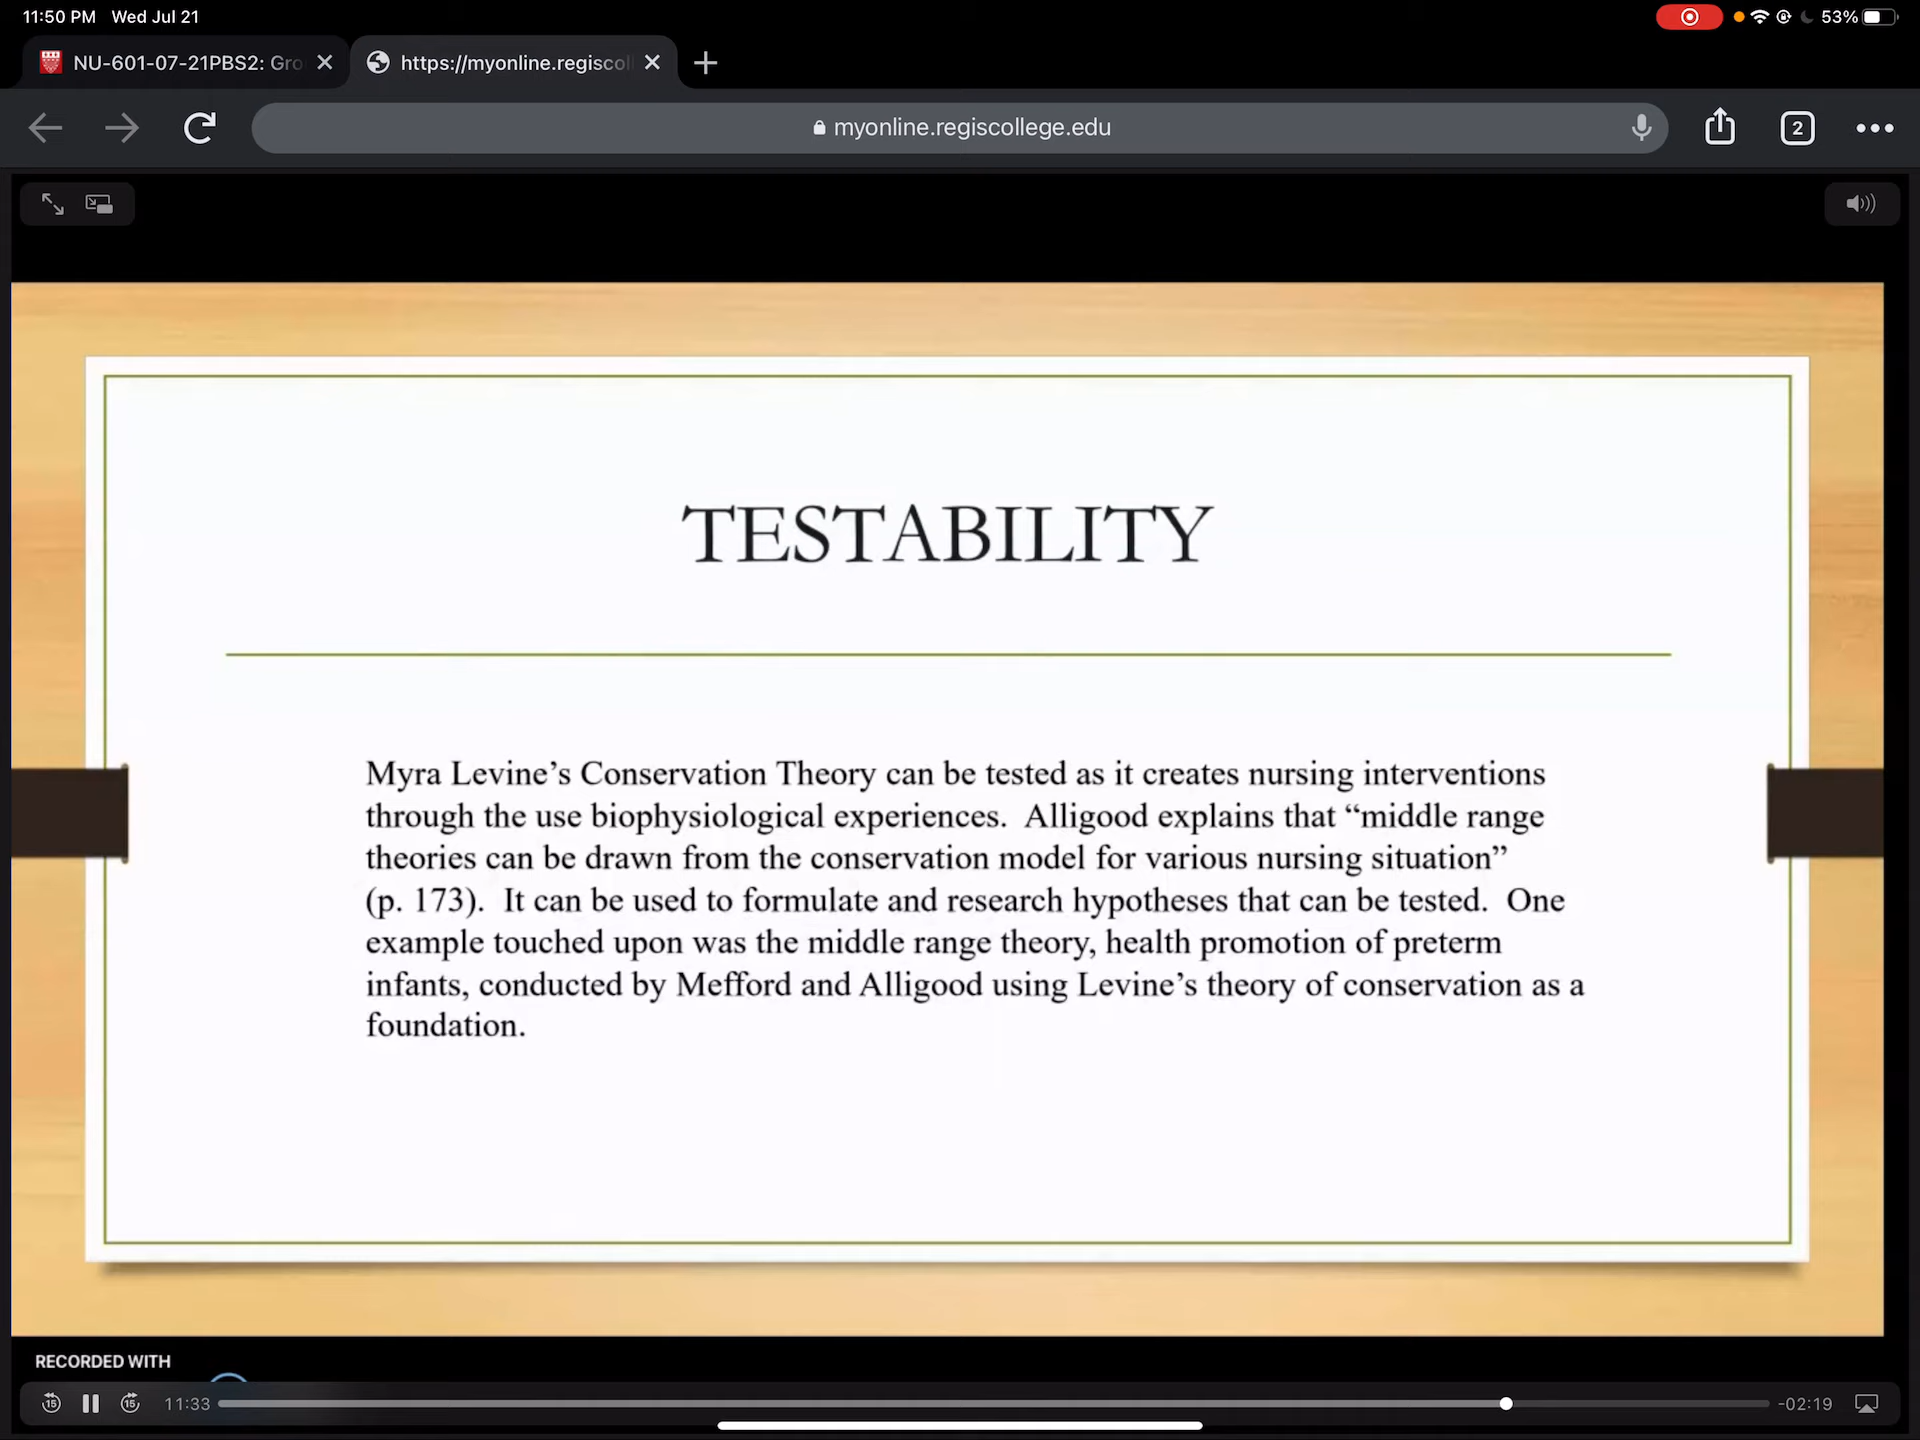 11:50 PM Wed Jul 21
53%
NU-601-07-21PBS2: Gro
https://myonline.regiscol
myonline.regiscollege.edu
2
TESTABILITY
Myra Levine’s Conservation Theory can be tested as it creates nursing interventions
through the use biophysiological experiences. Alligood explains that “middle range
theories can be drawn from the conservation model for various nursing situation”
(p. 173). It can be used to formulate and research hypotheses that can be tested. One
example touched upon was the middle range theory, health promotion of preterm
infants, conducted by Mefford and Alligood using Levine’s theory of conservation as a
foundation.
RECORDED WITH
15
15
11:33
-02:19